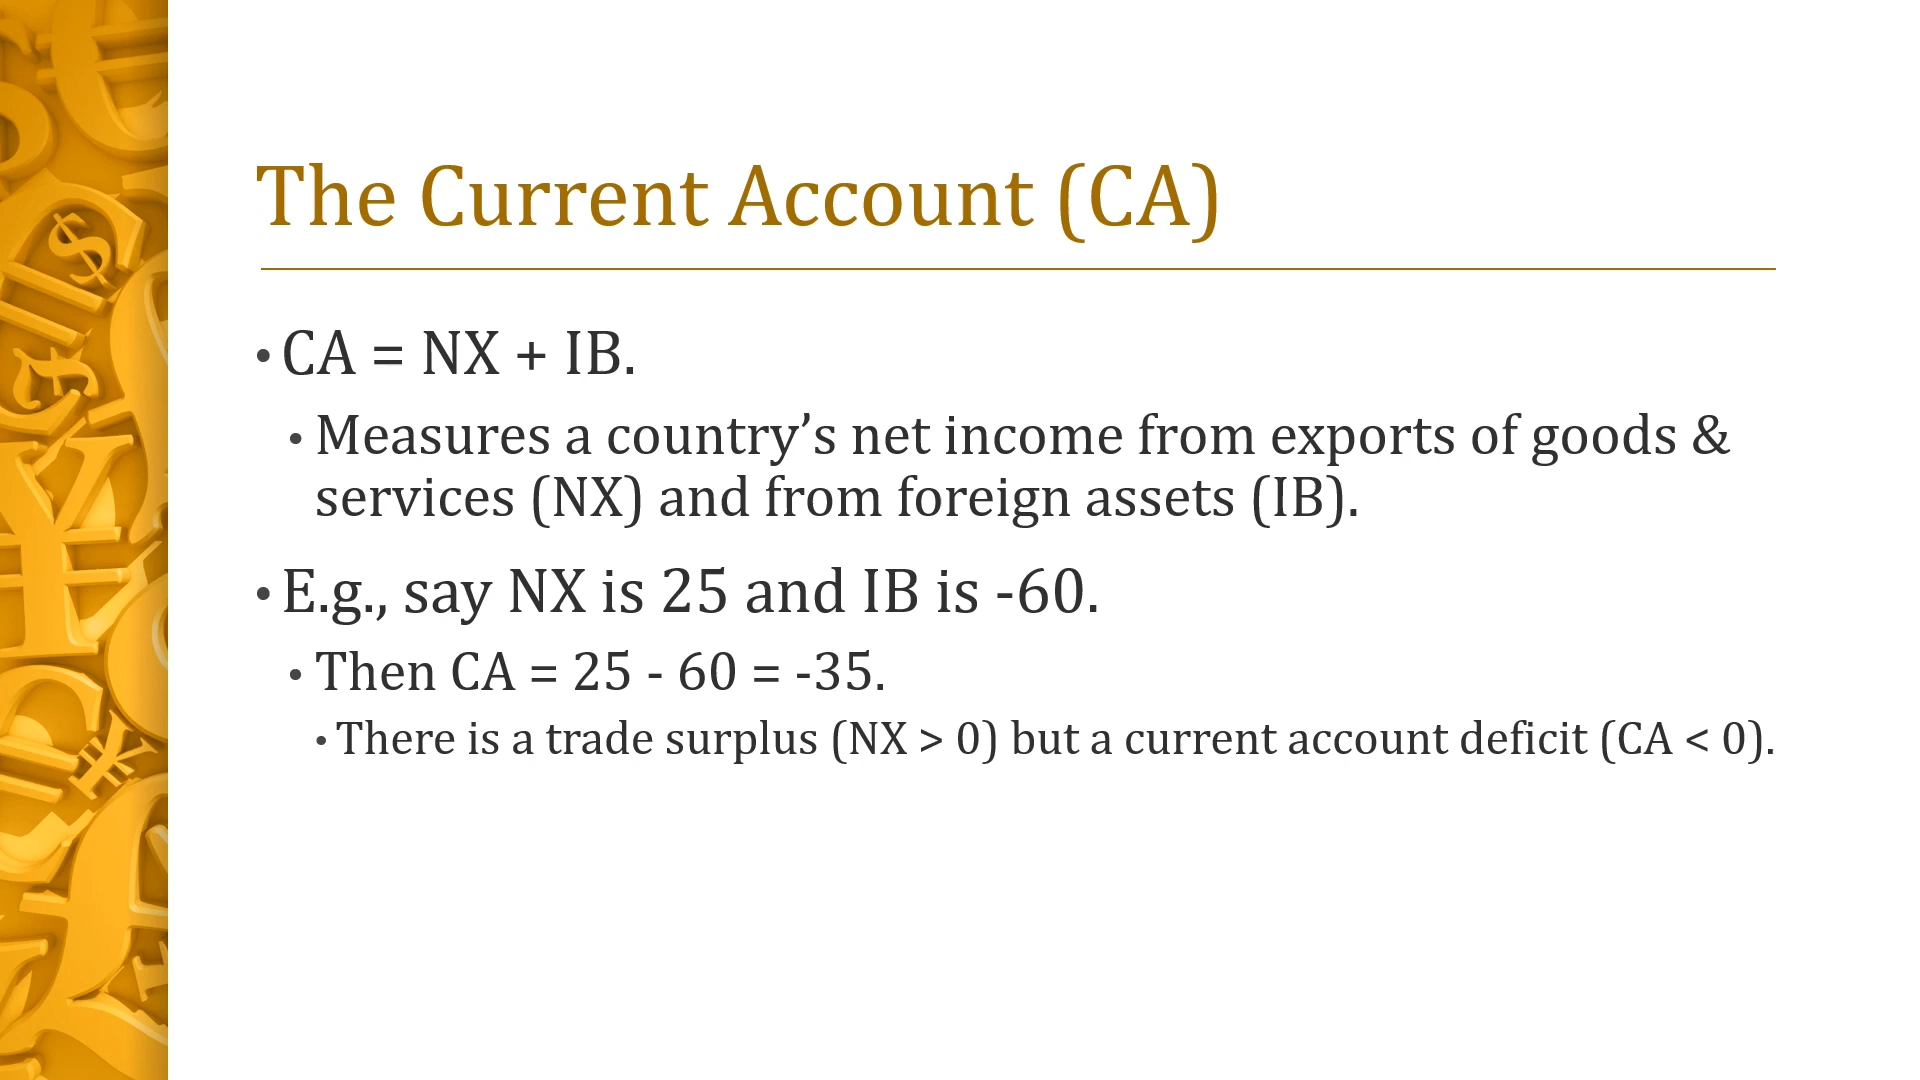 The Current Account (CA)
• CA = NX + IB.
• Measures a country’s net income from exports of goods &
services (NX) and from foreign assets (IB).
• E.g., say NX is 25 and IB is -60.
• Then CA = 25 - 60 = -35.
• There is a trade surplus (NX > 0) but a current account deficit (CA < 0).